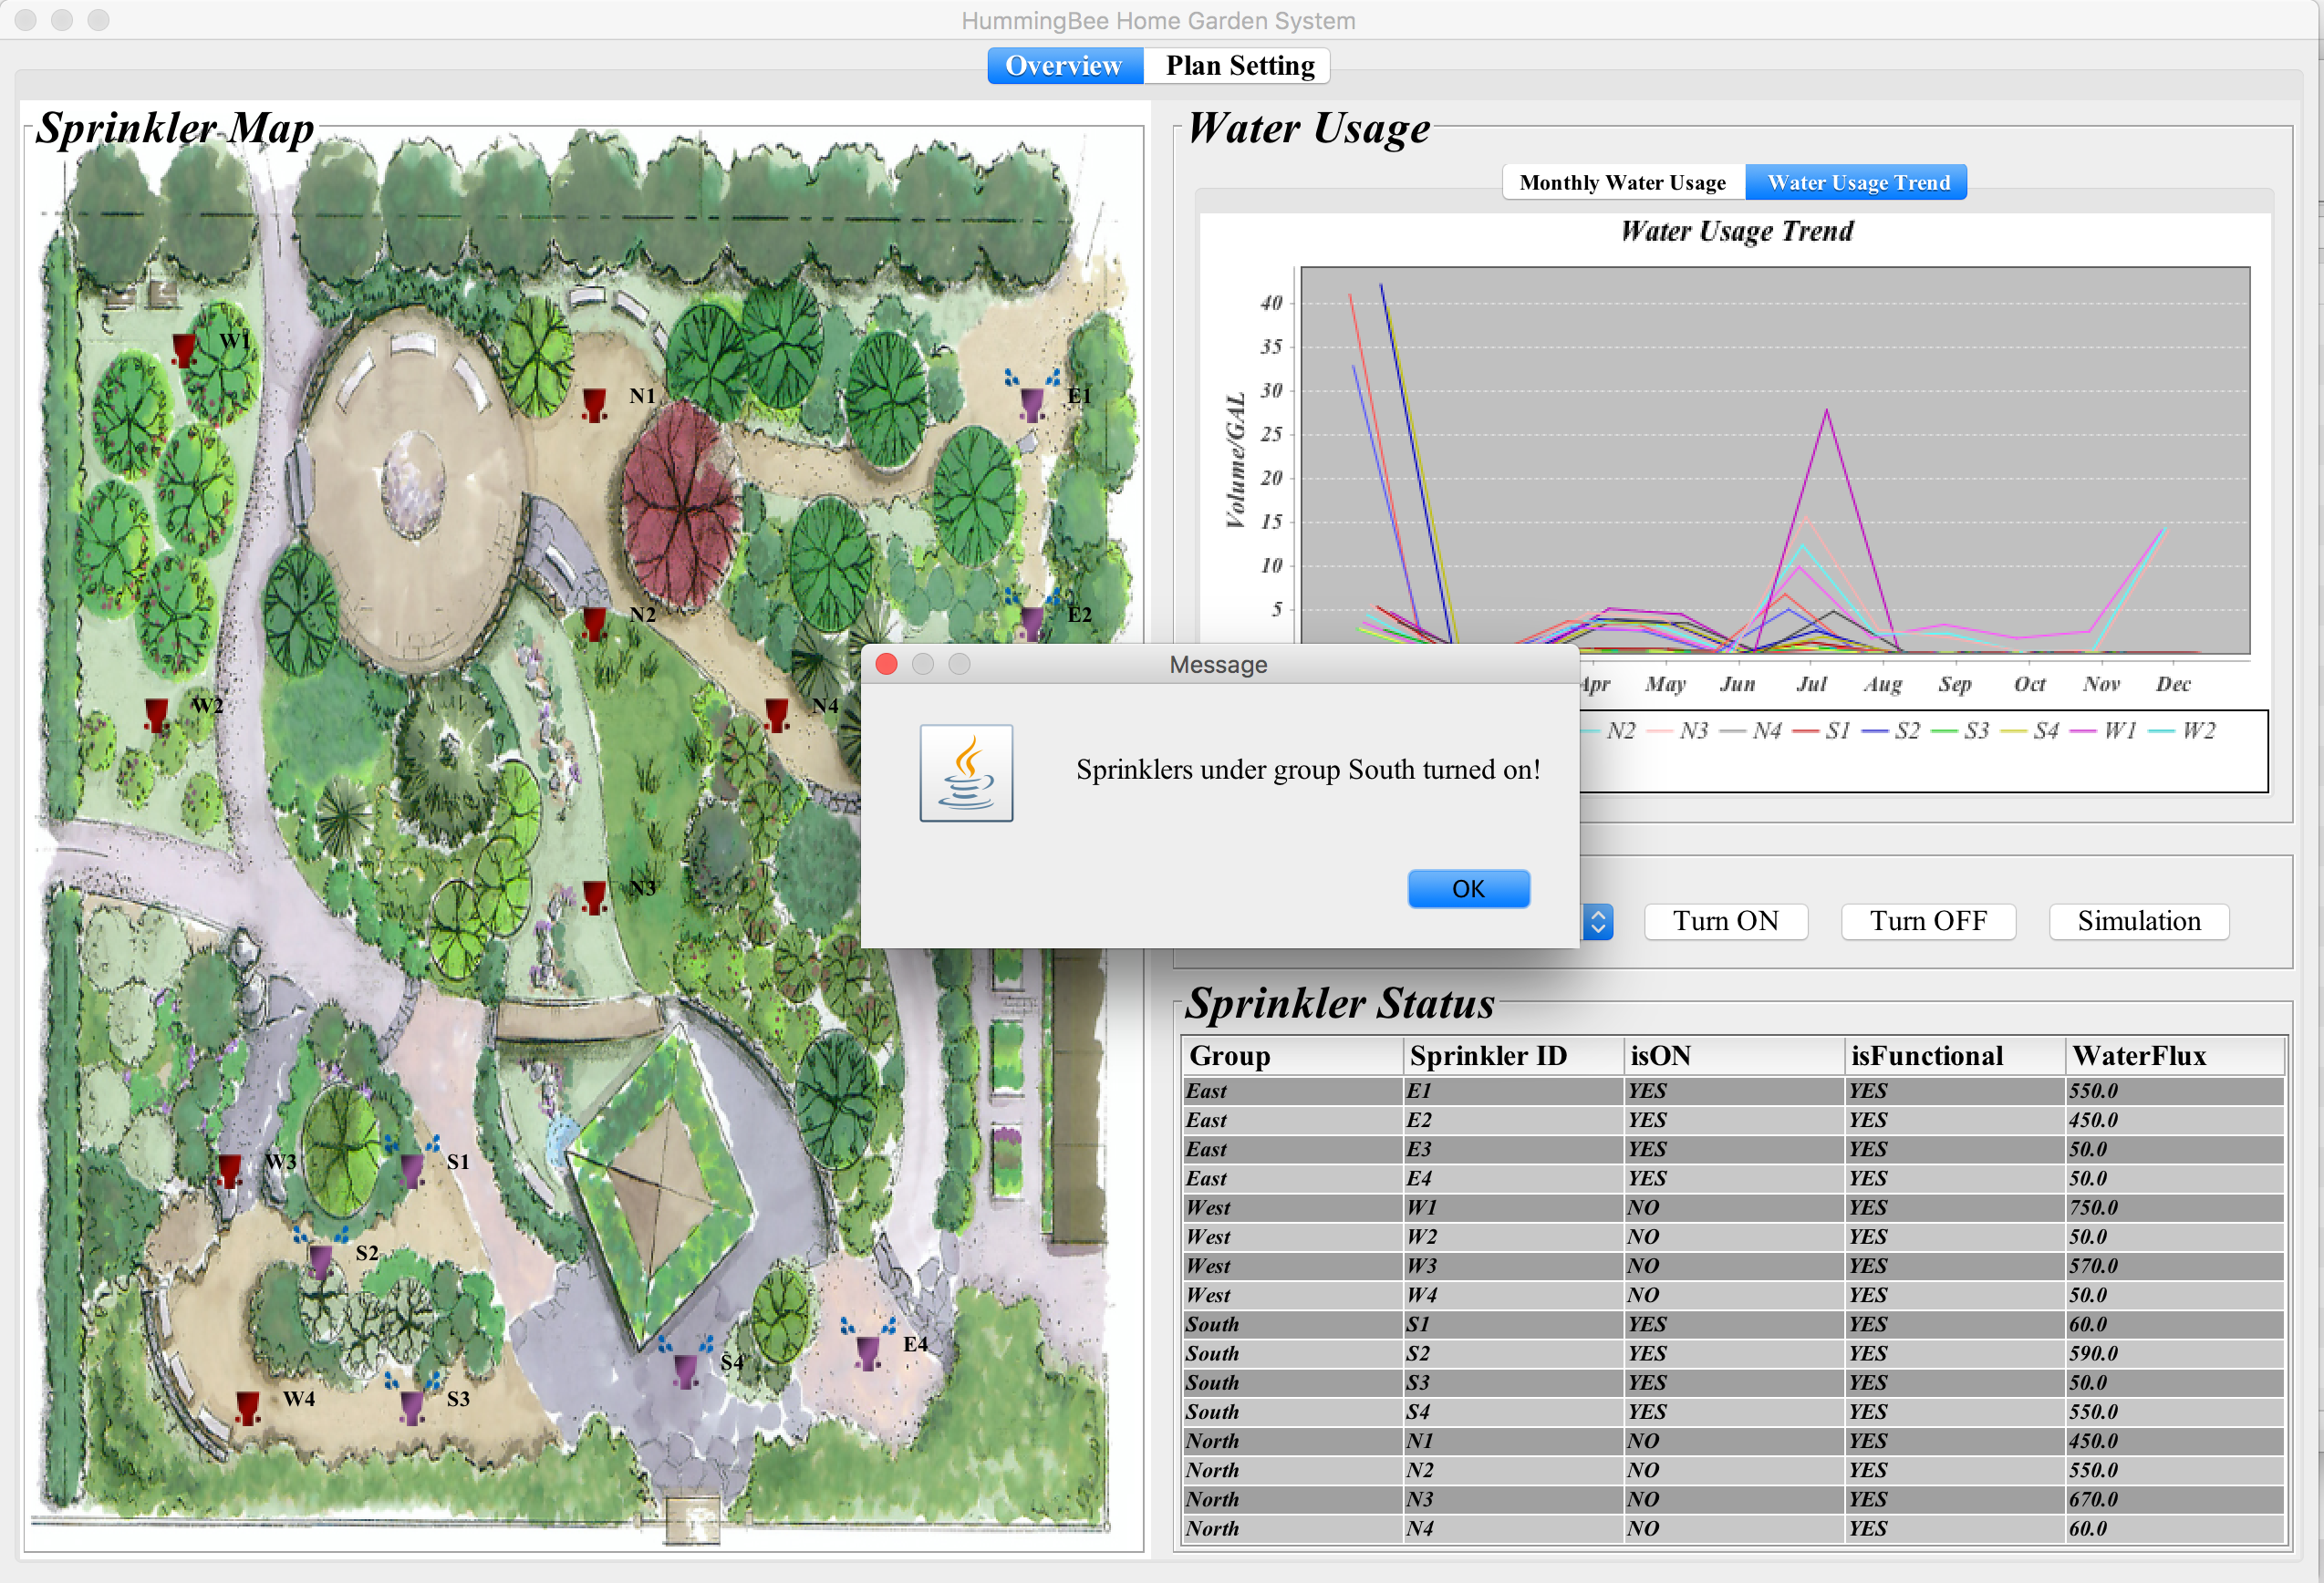 HummingBee Home Garden System
Overview
Plan Setting
Sprinkler Map
W1
N1
E1
N2
E2
W2
N4
N3
W3
S1
S2
E4
S4
W4
S3
Water Usage
Monthly Water Usage
Water Usage Trend
Water Usage Trend
Volume/GAL
40
35
30
25
20
15
10
5
Apr May Jun Jul Aug Sep Oct Nov Dec
N2 N3 N4 S1 S2 S3 S4 W1 W2
Message
Sprinklers under group South turned on!
OK
Turn ON
Turn OFF
Simulation
Sprinkler Status
Group Sprinkler ID isON isFunctional WaterFlux
East E1 YES YES 550.0
East E2 YES YES 450.0
East E3 YES YES 50.0
East E4 YES YES 50.0
West W1 NO YES 750.0
West W2 NO YES 50.0
West W3 NO YES 570.0
West W4 NO YES 50.0
South S1 YES YES 60.0
South S2 YES YES 590.0
South S3 YES YES 50.0
South S4 YES YES 550.0
North N1 NO YES 450.0
North N2 NO YES 550.0
North N3 NO YES 670.0
North N4 NO YES 60.0